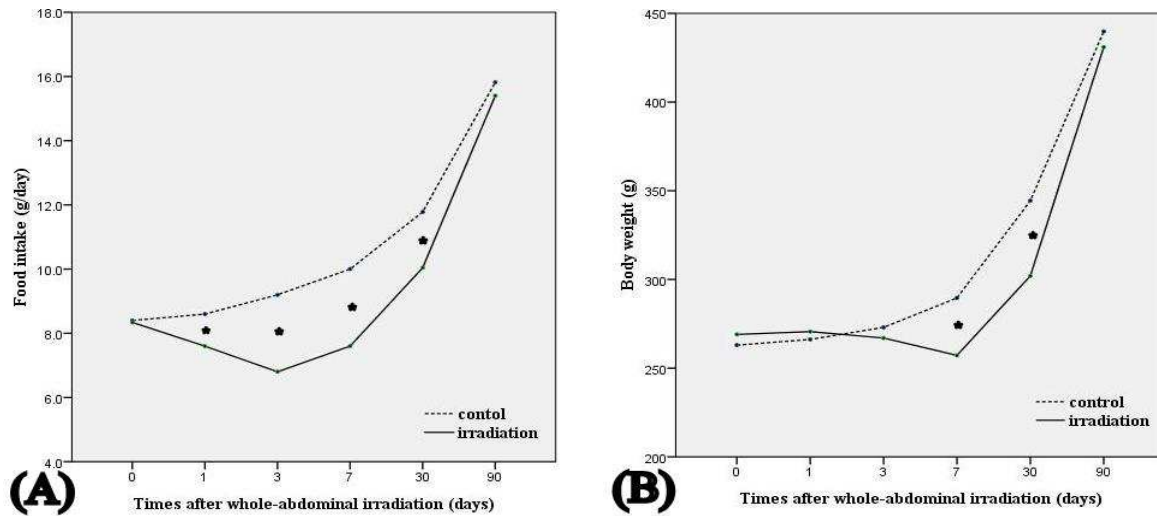 18.0
16.0
14.0
12.0
10.0
8.0
6.0
4.0
Food intake (g/day)
contol
irradiation
0 1 3 7 30 90
Times after whole-abdominal irradiation (days)
(A)
450
400
350
300
250
200
Body weight (g)
control
irradiation
0 1 3 7 30 90
Times after whole-abdominal irradiation (days)
(B)